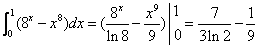 ∫₀¹(8ˣ − x⁸)dx = (8ˣ/ln 8 − x⁹/9)|₀¹ = 7/(3ln 2) − 1/9